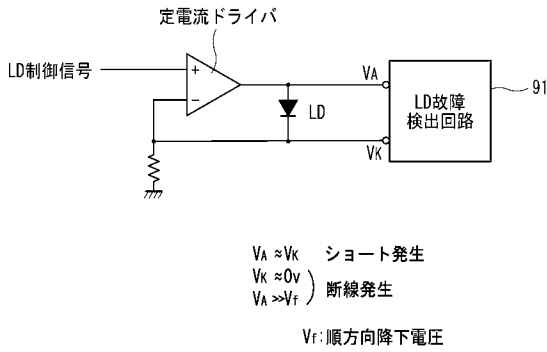 定電流ドライバ
LD制御信号
+
−
LD
VA
VK
LD故障
検出回路
91
VA≈VK ショート発生
VK≈0v
VA≫Vf
断線発生
Vf:順方向降下電圧